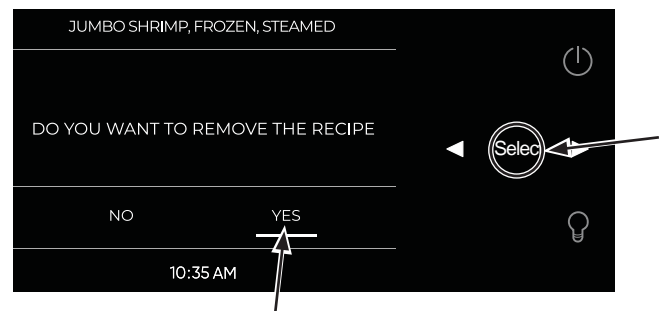 JUMBO SHRIMP, FROZEN, STEAMED
DO YOU WANT TO REMOVE THE RECIPE
Selec
NO YES
10:35 AM